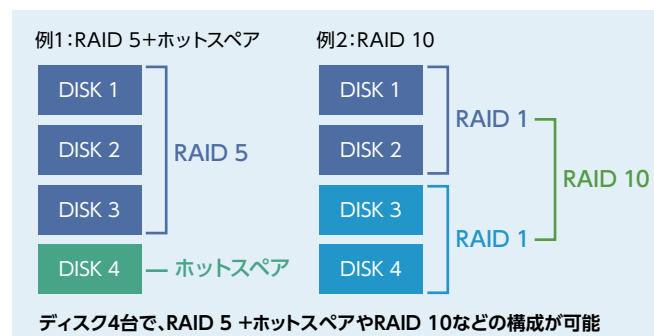 例1：RAID 5＋ホットスペア
DISK 1
DISK 2
DISK 3
DISK 4
RAID 5
ホットスペア
例2：RAID 10
DISK 1
DISK 2
DISK 3
DISK 4
RAID 1
RAID 1
RAID 10
ディスク4台で、RAID 5 ＋ホットスペアやRAID 10などの構成が可能